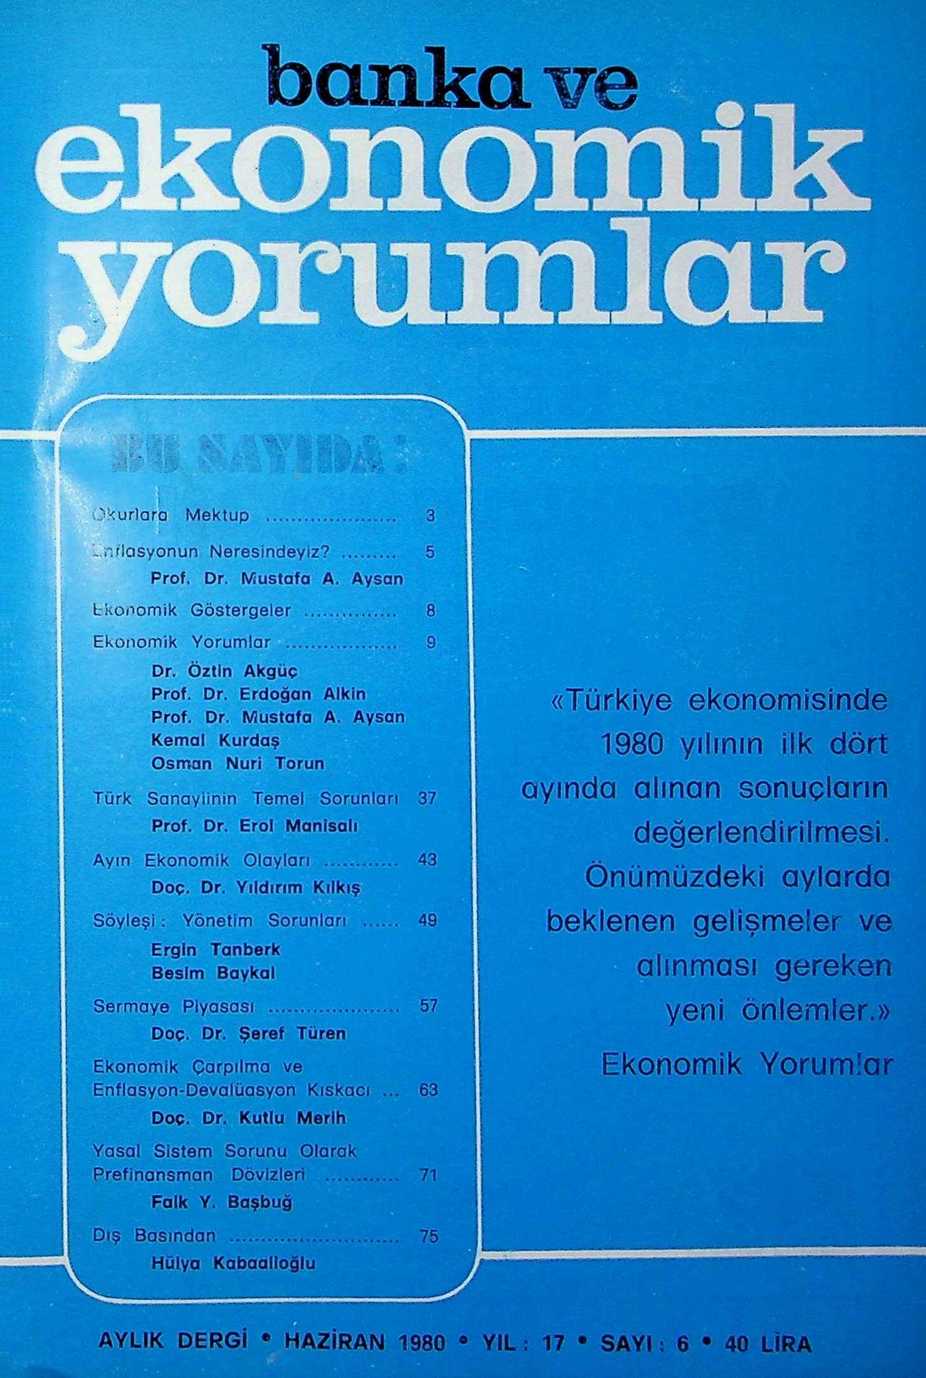 banka ve
ekonomik
yorumlar
BU SAYIDA :
Okurlara Mektup ..................... 3
Enflasyonun Neresindeyiz? ......... 5
Prof. Dr. Mustafa A. Aysan
Ekonomik Göstergeler ............... 8
Ekonomik Yorumlar .................. 9
Dr. Öztin Akgüç
Prof. Dr. Erdoğan Alkin
Prof. Dr. Mustafa A. Aysan
Kemal Kurdaş
Osman Nuri Torun
Türk Sanayiinin Temel Sorunları 37
Prof. Dr. Erol Manisalı
Ayın Ekonomik Olayları ............ 43
Doç. Dr. Yıldırım Kılkış
Söyleşi : Yönetim Sorunları ...... 49
Ergin Tanberk
Besim Baykal
Sermaye Piyasası ..................... 57
Doç. Dr. Şeref Türen
Ekonomik Çarpılma ve
Enflasyon-Devalüasyon Kıskacı ... 63
Doç. Dr. Kutlu Merih
Yasal Sistem Sorunu Olarak
Prefinansman Dövizleri ............ 71
Faik Y. Başbuğ
Dış Basından ........................... 75
Hülya Kabaalioğlu
«Türkiye ekonomisinde
1980 yılının ilk dört
ayında alınan sonuçların
değerlendirilmesi.
Önümüzdeki aylarda
beklenen gelişmeler ve
alınması gereken
yeni önlemler.»
Ekonomik Yorumlar
AYLIK DERGİ • HAZİRAN 1980 • YIL : 17 • SAYI : 6 • 40 LİRA